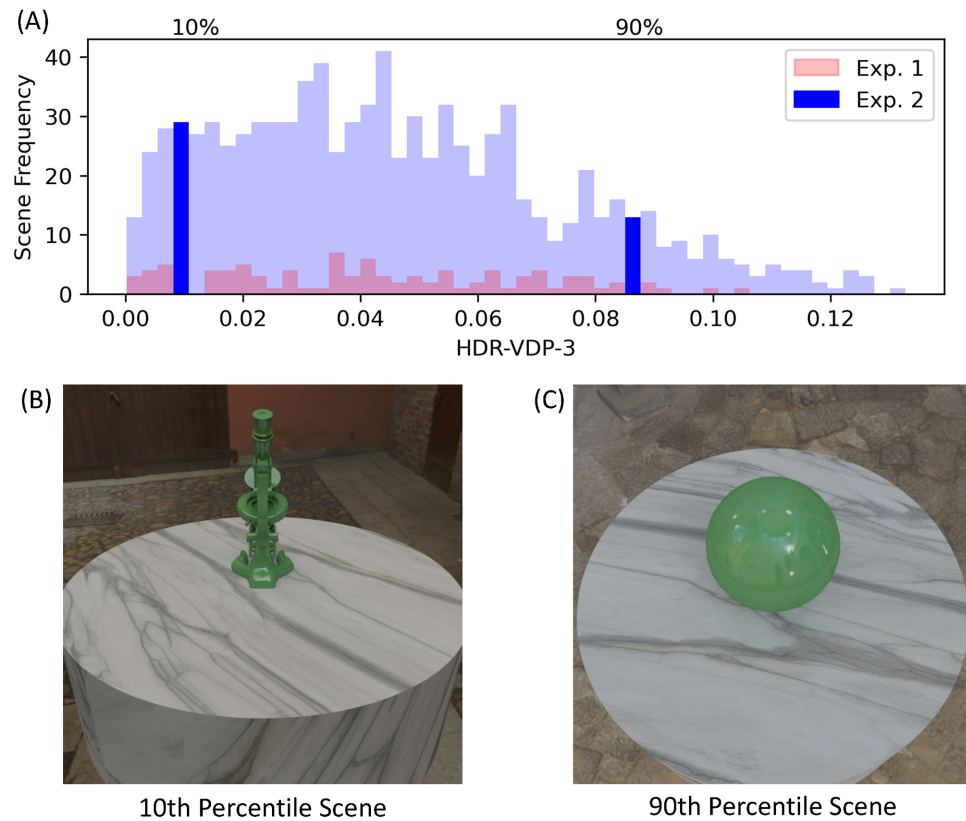 (A)
10% 90%
40
30
20
10
0
Scene Frequency
Exp. 1
Exp. 2
0.00 0.02 0.04 0.06 0.08 0.10 0.12
HDR-VDP-3
(B)
(C)
10th Percentile Scene
90th Percentile Scene